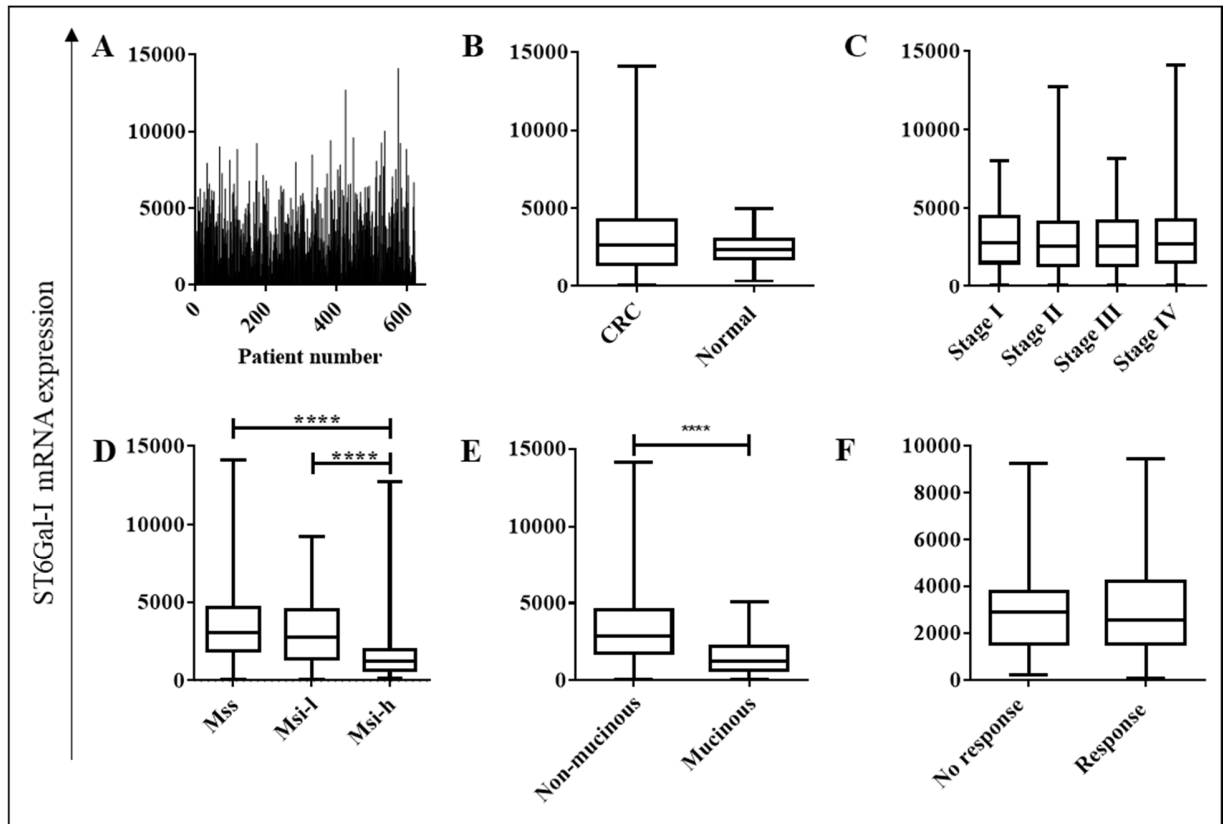 ST6Gal-I mRNA expression
A
15000
10000
5000
0
0
200
400
600
Patient number
B
15000
10000
5000
0
CRC
Normal
C
15000
10000
5000
0
Stage I
Stage II
Stage III
Stage IV
D
****
****
15000
10000
5000
0
Mss
Msi-l
Msi-h
E
****
15000
10000
5000
0
Non-mucinous
Mucinous
F
10000
8000
6000
4000
2000
0
No response
Response